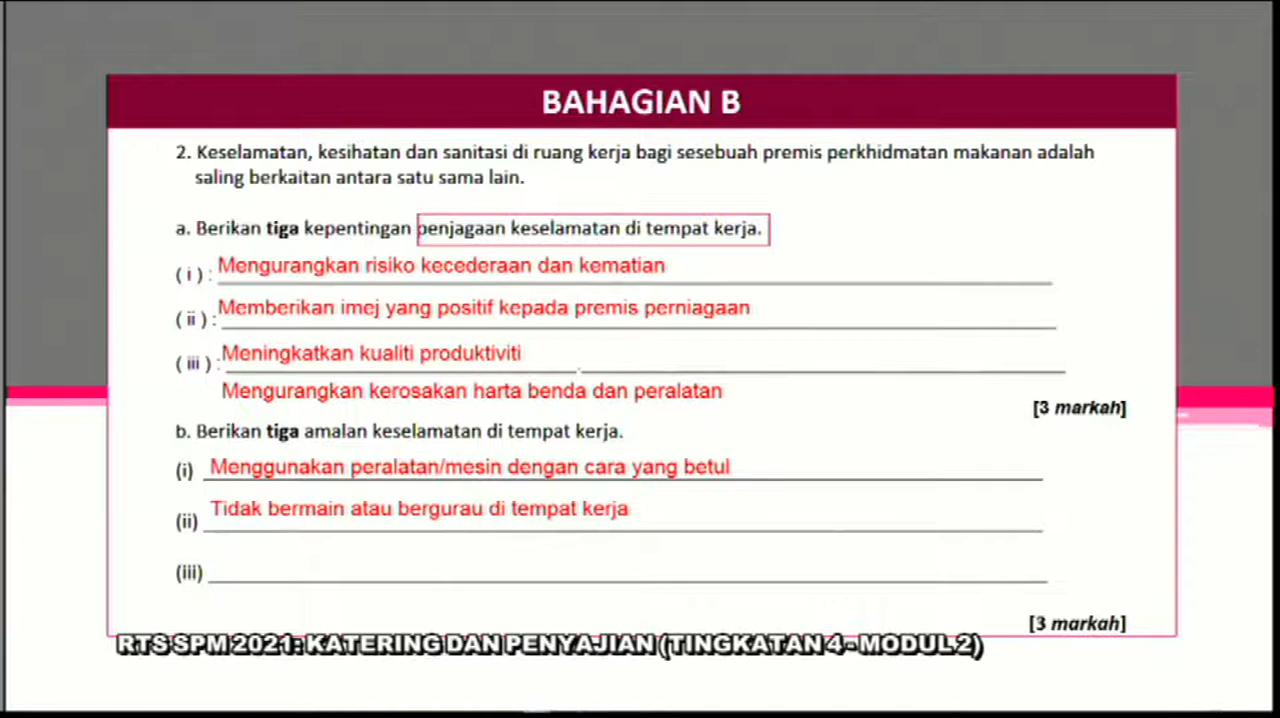 BAHAGIAN B
2. Keselamatan, kesihatan dan sanitasi di ruang kerja bagi sesebuah premis perkhidmatan makanan adalah
saling berkaitan antara satu sama lain.
a. Berikan tiga kepentingan penjagaan keselamatan di tempat kerja.
( i ) : Mengurangkan risiko kecederaan dan kematian
( ii ) : Memberikan imej yang positif kepada premis perniagaan
( iii ) : Meningkatkan kualiti produktiviti
Mengurangkan kerosakan harta benda dan peralatan
[3 markah]
b. Berikan tiga amalan keselamatan di tempat kerja.
(i) Menggunakan peralatan/mesin dengan cara yang betul
(ii) Tidak bermain atau bergurau di tempat kerja
(iii)
[3 markah]
RTS SPM 2021: KATERING DAN PENYAJIAN (TINGKATAN 4 - MODUL 2)